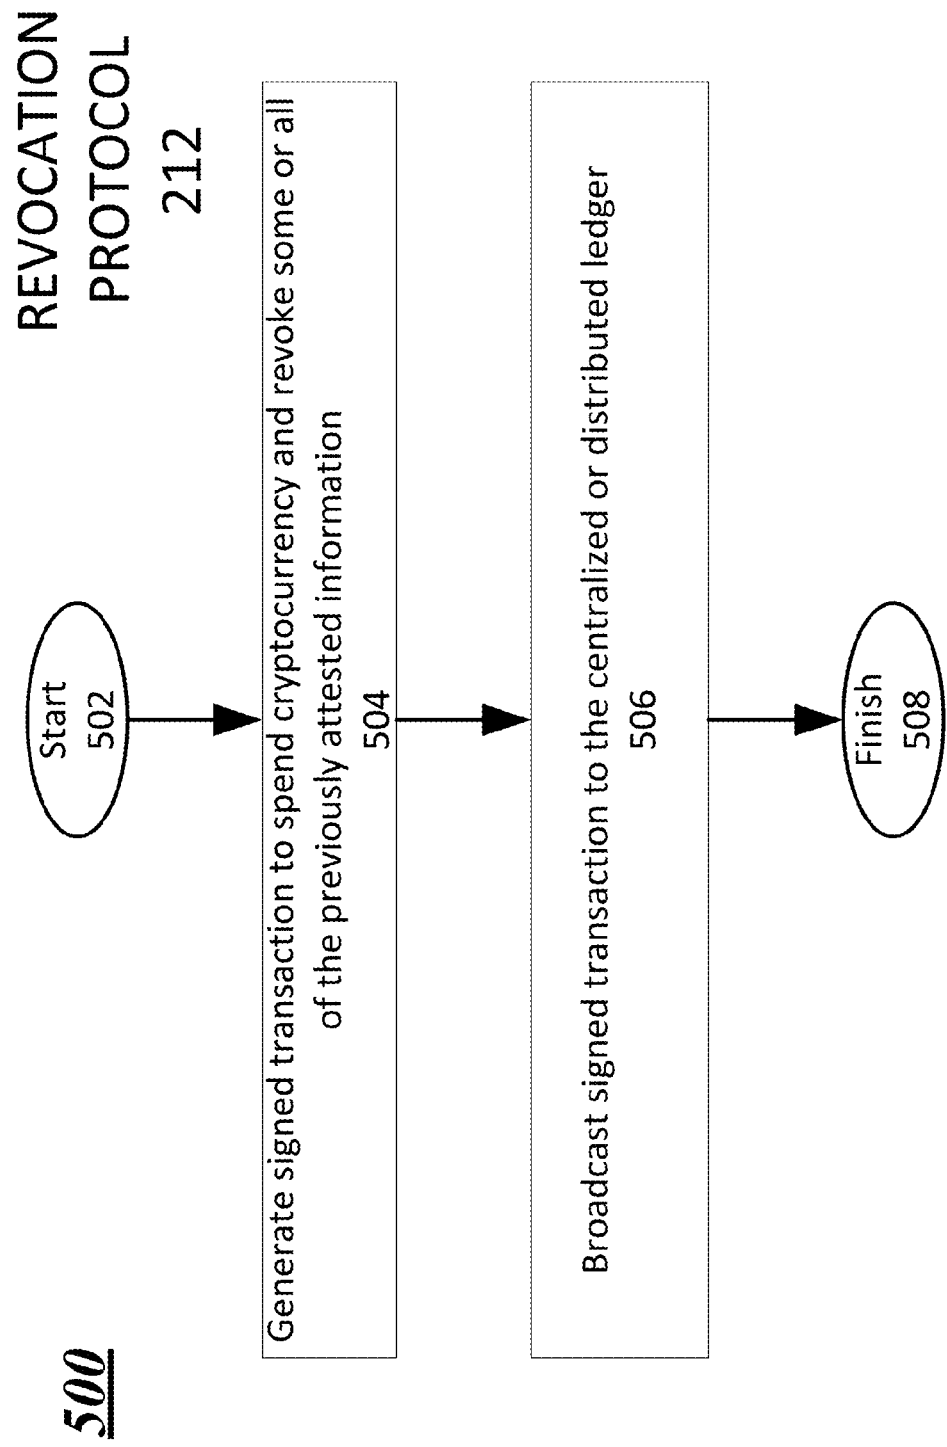 500
REVOCATION
PROTOCOL
212
Start
502
Generate signed transaction to spend cryptocurrency and revoke some or all
of the previously attested information
504
Broadcast signed transaction to the centralized or distributed ledger
506
Finish
508